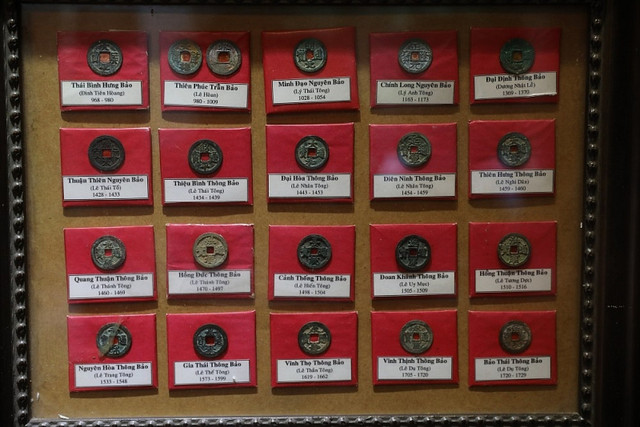 Thái Bình Hưng Bảo
(Đinh Tiên Hoàng)
968 - 980
Thiên Phúc Trấn Bảo
(Lê Hoàn)
980 - 1009
Minh Đạo Nguyên Bảo
(Lý Thái Tông)
1028 - 1054
Chính Long Nguyên Bảo
(Lý Anh Tông)
Đại Định Thông Bảo
(Dương Nhật Lễ)
1369 - 1370
Thuận Thiên Nguyên Bảo
(Lê Thái Tổ)
1428 - 1433
Thiệu Bình Thông Bảo
(Lê Thái Tông)
1434 - 1439
Đại Hòa Thông Bảo
(Lê Nhân Tông)
1443 - 1453
Diên Ninh Thông Bảo
(Lê Nhân Tông)
1454 - 1459
Thiên Hưng Thông Bảo
(Lê Nghi Dân)
1459 - 1460
Quang Thuận Thông Bảo
(Lê Thánh Tông)
1460 - 1469
Hồng Đức Thông Bảo
(Lê Thánh Tông)
1470 - 1497
Cảnh Thống Thông Bảo
(Lê Hiến Tông)
1498 - 1504
Đoan Khánh Thông Bảo
(Lê Uy Mục)
1505 - 1509
Hồng Thuận Thông Bảo
(Lê Tương Dực)
1510 - 1516
Nguyên Hòa Thông Bảo
(Lê Trang Tông)
1533 - 1548
Gia Thái Thông Bảo
(Lê Thế Tông)
1573 - 1599
Vĩnh Thọ Thông Bảo
(Lê Thần Tông)
Vĩnh Thịnh Thông Bảo
(Lê Dụ Tông)
1705 - 1720
Bảo Thái Thông Bảo
(Lê Dụ Tông)
1720 - 1729